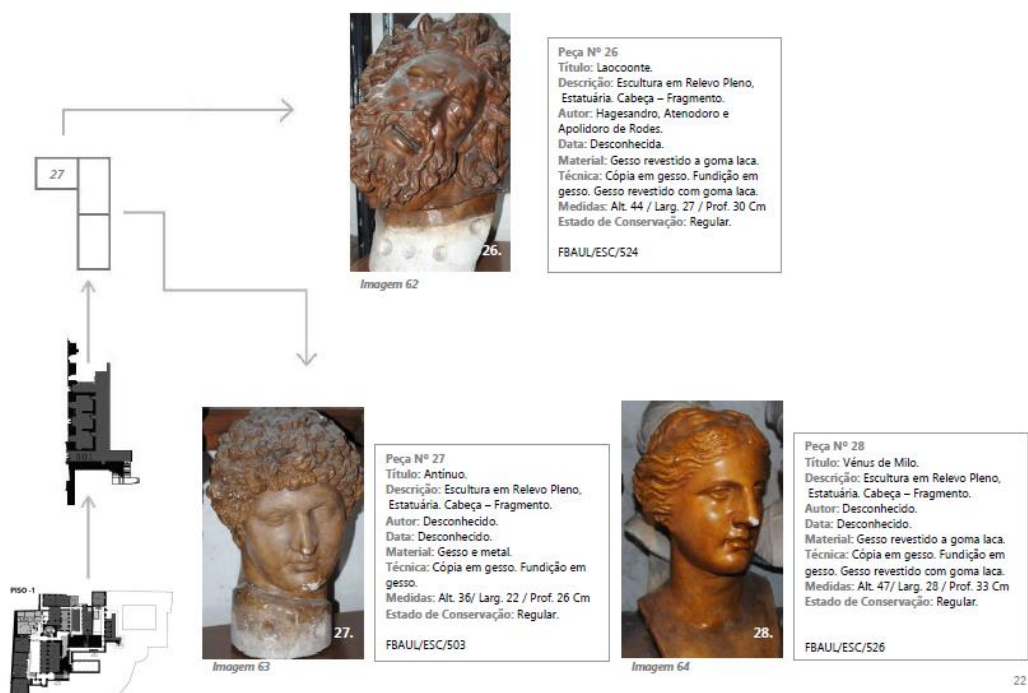 Peça Nº 26
Título: Laocoonte.
Descrição: Escultura em Relevo Pleno,
Estatuária. Cabeça – Fragmento.
Autor: Hagesandro, Atenodoro e
Apolidoro de Rodes.
Data: Desconhecida.
Material: Gesso revestido a goma laca.
Técnica: Cópia em gesso. Fundição em
gesso. Gesso revestido com goma laca.
Medidas: Alt. 44 / Larg. 27 / Prof. 30 Cm
Estado de Conservação: Regular.
FBAUL/ESC/524
27
26.
Imagem 62
Peça Nº 27
Título: Antínuo.
Descrição: Escultura em Relevo Pleno,
Estatuária. Cabeça – Fragmento.
Autor: Desconhecido.
Data: Desconhecido.
Material: Gesso e metal.
Técnica: Cópia em gesso. Fundição em
gesso.
Medidas: Alt. 36/ Larg. 22 / Prof. 26 Cm
Estado de Conservação: Regular.
FBAUL/ESC/503
27.
Imagem 63
Peça Nº 28
Título: Vénus de Milo.
Descrição: Escultura em Relevo Pleno,
Estatuária. Cabeça – Fragmento.
Autor: Desconhecido.
Data: Desconhecido.
Material: Gesso revestido a goma laca.
Técnica: Cópia em gesso. Fundição em
gesso. Gesso revestido com goma laca.
Medidas: Alt. 47/ Larg. 28 / Prof. 33 Cm
Estado de Conservação: Regular.
FBAUL/ESC/526
28.
Imagem 64
PISO -1
22